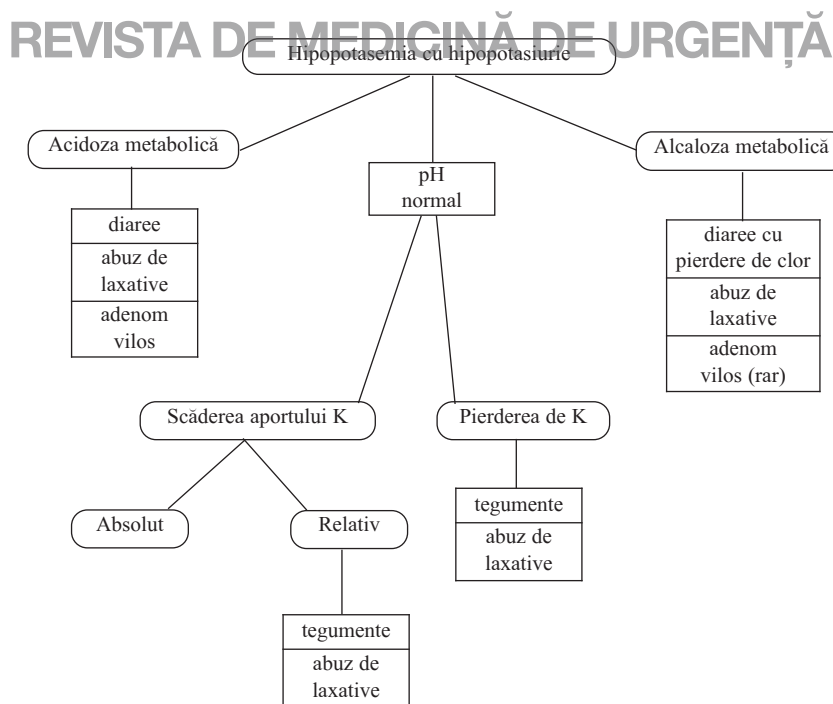 REVISTA DE MEDICINĂ DE URGENȚĂ
Hipopotasemia cu hipopotasiurie
Acidoza metabolică
diaree
abuz de
laxative
adenom
vilos
pH
normal
Alcaloza metabolică
diaree cu
pierdere de clor
abuz de
laxative
adenom
vilos (rar)
Scăderea aportului K
Absolut
Relativ
tegumente
abuz de
laxative
Pierderea de K
tegumente
abuz de
laxative